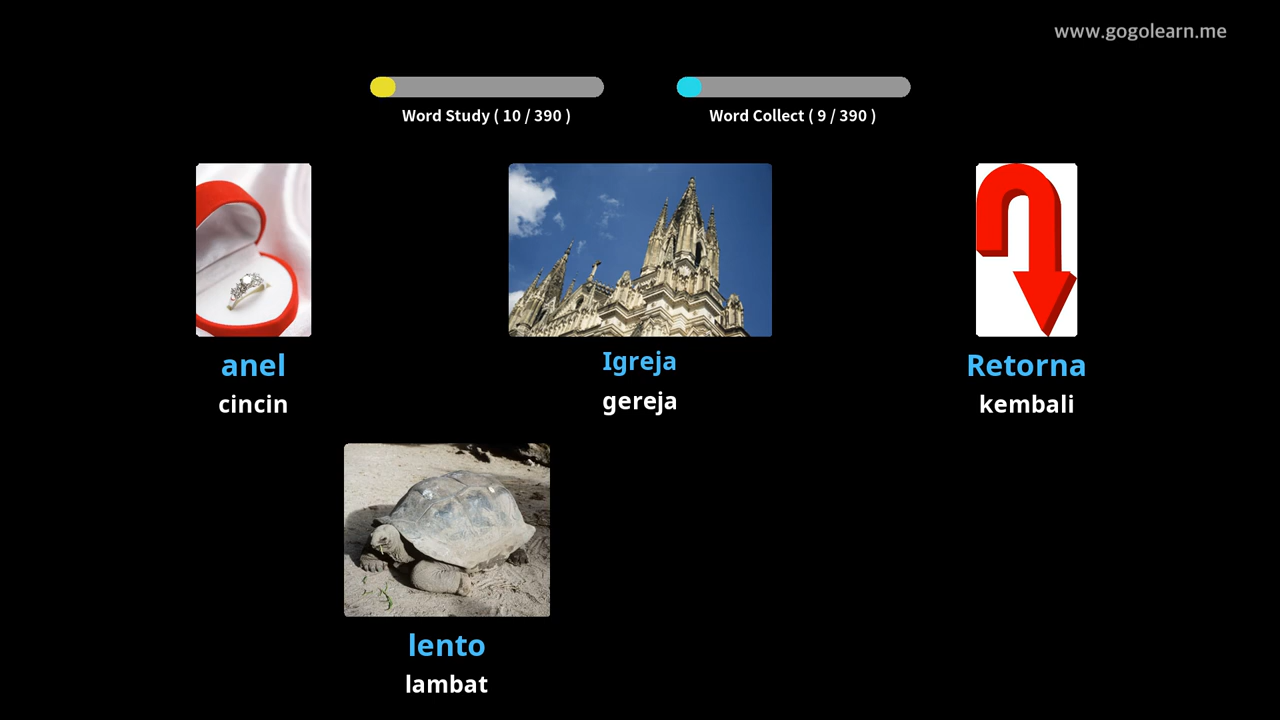 www.gogolearn.me
Word Study ( 10 / 390 )
Word Collect ( 9 / 390 )
anel
cincin
Igreja
gereja
Retorna
kembali
lento
lambat